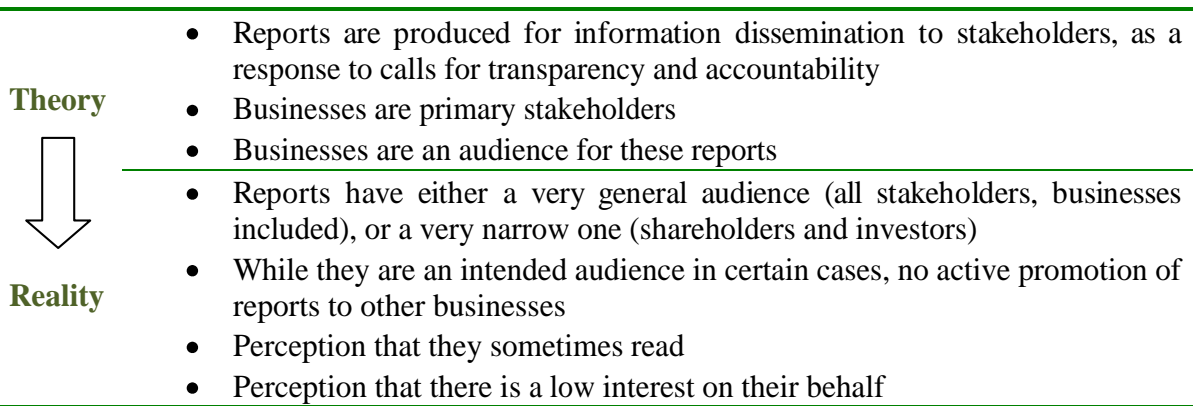 Theory
• Reports are produced for information dissemination to stakeholders, as a
response to calls for transparency and accountability
• Businesses are primary stakeholders
• Businesses are an audience for these reports
Reality
• Reports have either a very general audience (all stakeholders, businesses
included), or a very narrow one (shareholders and investors)
• While they are an intended audience in certain cases, no active promotion of
reports to other businesses
• Perception that they sometimes read
• Perception that there is a low interest on their behalf